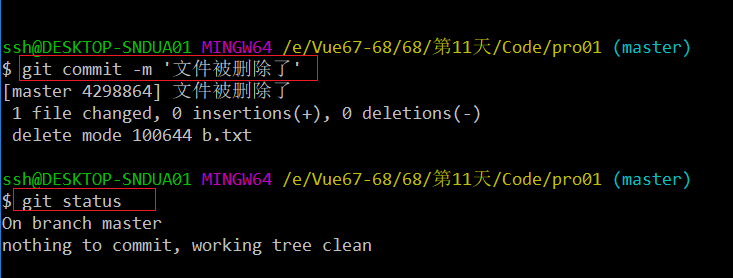 ssh@DESKTOP-SNDUA01 MINGW64 /e/Vue67-68/68/第11天/Code/pro01 (master)
$ git commit -m '文件被删除了'
[master 4298864] 文件被删除了
 1 file changed, 0 insertions(+), 0 deletions(-)
 delete mode 100644 b.txt
ssh@DESKTOP-SNDUA01 MINGW64 /e/Vue67-68/68/第11天/Code/pro01 (master)
$ git status
On branch master
nothing to commit, working tree clean